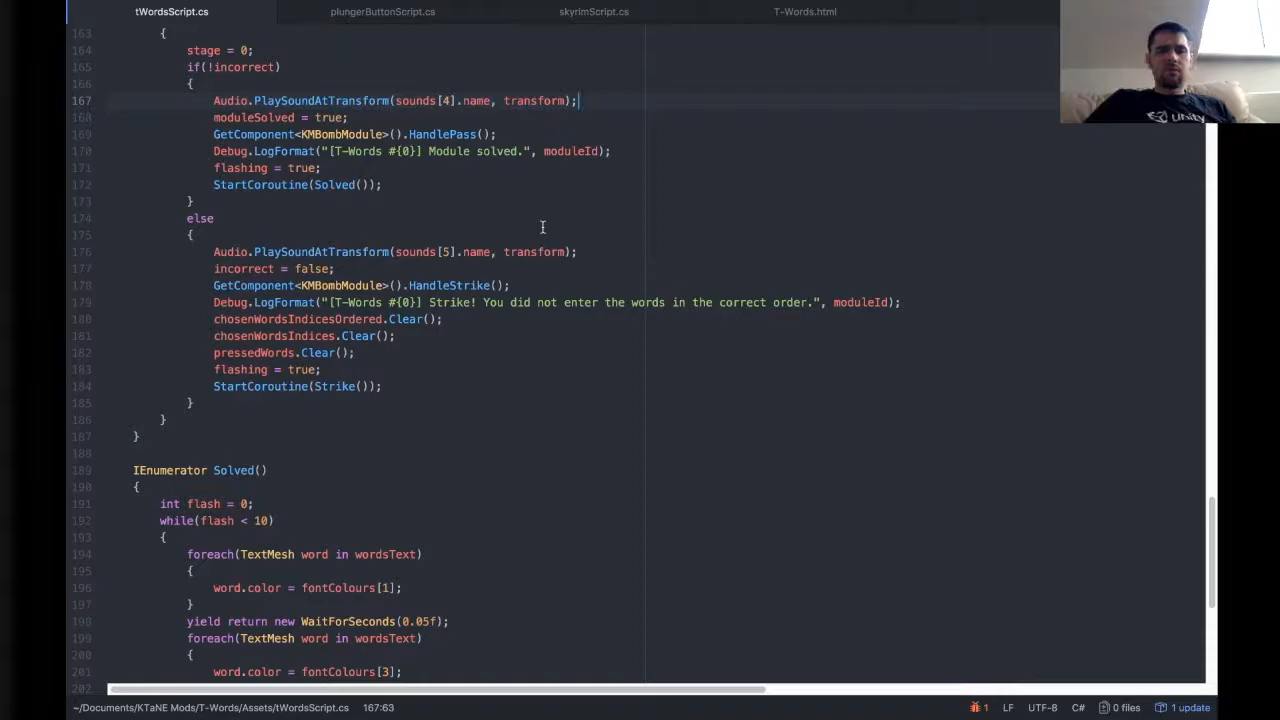 tWordsScript.cs plungerButtonScript.cs skyrimScript.cs T-Words.html
163 {
164 stage = 0;
165 if(!incorrect)
166 {
167 Audio.PlaySoundAtTransform(sounds[4].name, transform);
168 moduleSolved = true;
169 GetComponent<KMBombModule>().HandlePass();
170 Debug.LogFormat("[T-Words #{0}] Module solved.", moduleId);
171 flashing = true;
172 StartCoroutine(Solved());
173 }
174 else
175 {
176 Audio.PlaySoundAtTransform(sounds[5].name, transform);
177 incorrect = false;
178 GetComponent<KMBombModule>().HandleStrike();
179 Debug.LogFormat("[T-Words #{0}] Strike! You did not enter the words in the correct order.", moduleId);
180 chosenWordsIndicesOrdered.Clear();
181 chosenWordsIndices.Clear();
182 pressedWords.Clear();
183 flashing = true;
184 StartCoroutine(Strike());
185 }
186 }
187 }
188
189 IEnumerator Solved()
190 {
191 int flash = 0;
192 while(flash < 10)
193 {
194 foreach(TextMesh word in wordsText)
195 {
196 word.color = fontColours[1];
197 }
198 yield return new WaitForSeconds(0.05f);
199 foreach(TextMesh word in wordsText)
200 {
201 word.color = fontColours[3];
202
~/Documents/KTaNE Mods/T-Words/Assets/tWordsScript.cs 167:63 1 LF UTF-8 C# 0 files 1 update
unity